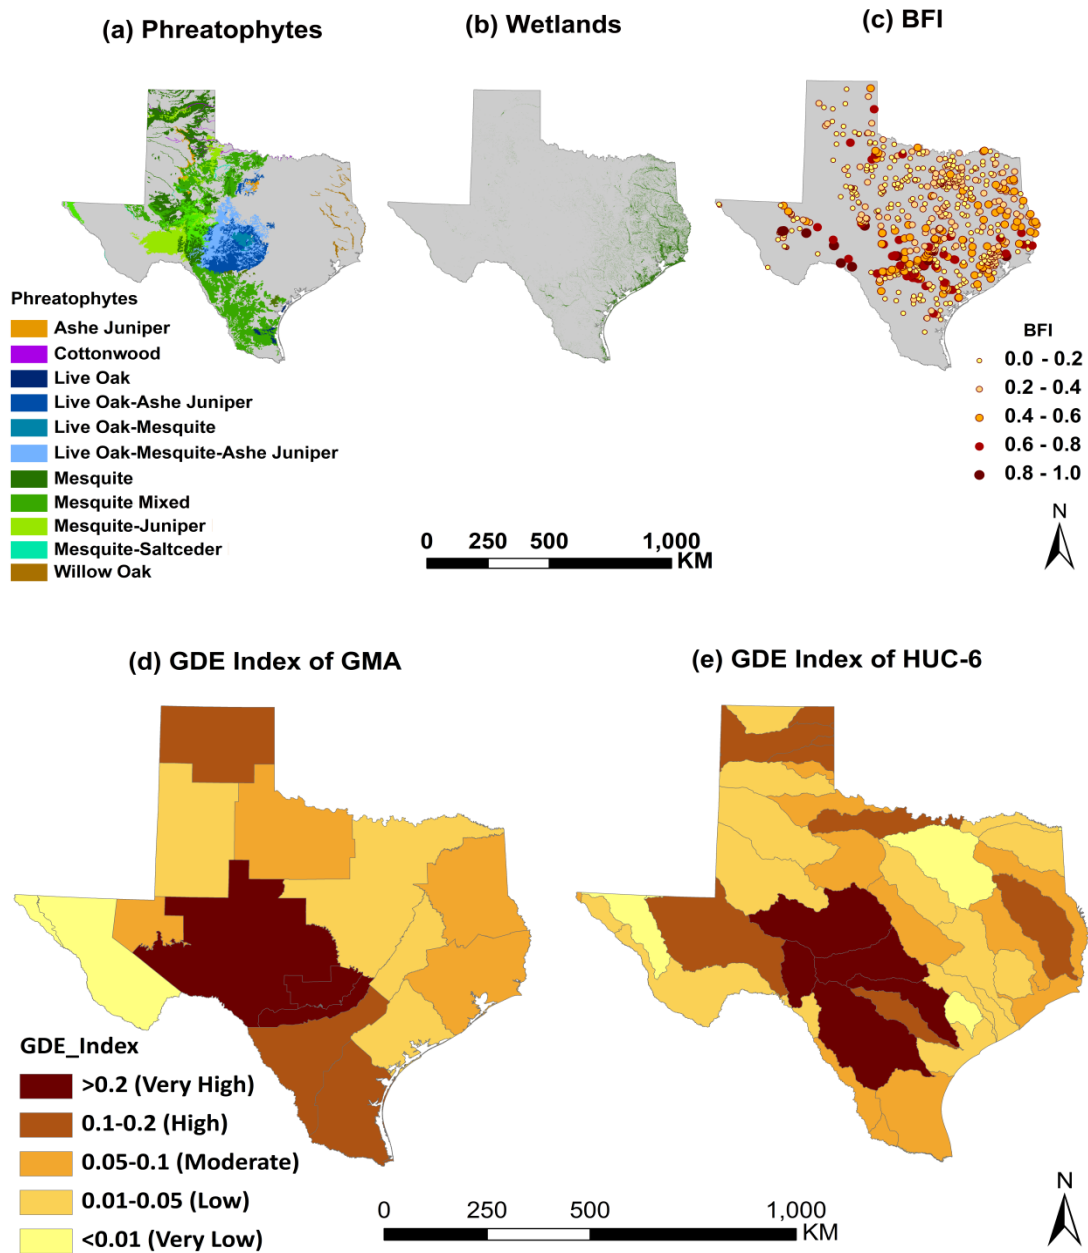 (a) Phreatophytes
(b) Wetlands
(c) BFI
Phreatophytes
Ashe Juniper
Cottonwood
Live Oak
Live Oak-Ashe Juniper
Live Oak-Mesquite
Live Oak-Mesquite-Ashe Juniper
Mesquite
Mesquite Mixed
Mesquite-Juniper
Mesquite-Saltceder
Willow Oak
BFI
0.0 - 0.2
0.2 - 0.4
0.4 - 0.6
0.6 - 0.8
0.8 - 1.0
N
0 250 500 1,000
KM
(d) GDE Index of GMA
(e) GDE Index of HUC-6
GDE_Index
>0.2 (Very High)
0.1-0.2 (High)
0.05-0.1 (Moderate)
0.01-0.05 (Low)
<0.01 (Very Low)
0 250 500 1,000
KM
N